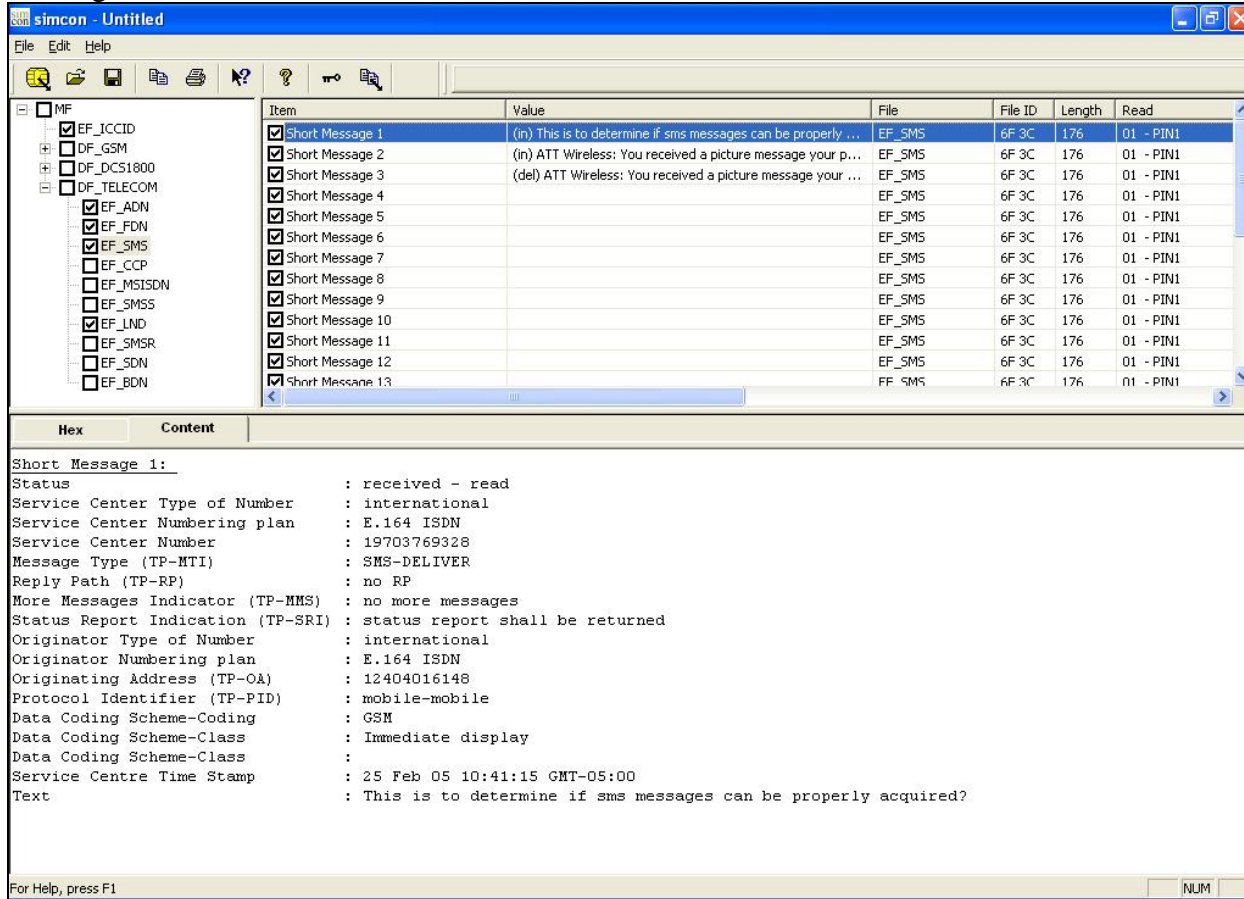 sim con simcon - Untitled
File Edit Help
MF
EF_ICCID
DF_GSM
DF_DCS1800
DF_TELECOM
EF_ADN
EF_FDN
EF_SMS
EF_CCP
EF_MSISDN
EF_SMSS
EF_LND
EF_SMSR
EF_SDN
EF_BDN
Item Value File File ID Length Read
Short Message 1 (in) This is to determine if sms messages can be properly ... EF_SMS 6F 3C 176 01 - PIN1
Short Message 2 (in) ATT Wireless: You received a picture message your p... EF_SMS 6F 3C 176 01 - PIN1
Short Message 3 (del) ATT Wireless: You received a picture message your ... EF_SMS 6F 3C 176 01 - PIN1
Short Message 4 EF_SMS 6F 3C 176 01 - PIN1
Short Message 5 EF_SMS 6F 3C 176 01 - PIN1
Short Message 6 EF_SMS 6F 3C 176 01 - PIN1
Short Message 7 EF_SMS 6F 3C 176 01 - PIN1
Short Message 8 EF_SMS 6F 3C 176 01 - PIN1
Short Message 9 EF_SMS 6F 3C 176 01 - PIN1
Short Message 10 EF_SMS 6F 3C 176 01 - PIN1
Short Message 11 EF_SMS 6F 3C 176 01 - PIN1
Short Message 12 EF_SMS 6F 3C 176 01 - PIN1
Short Message 13 EF_SMS 6F 3C 176 01 - PIN1
Hex Content
Short Message 1:
Status : received - read
Service Center Type of Number : international
Service Center Numbering plan : E.164 ISDN
Service Center Number : 19703769328
Message Type (TP-MTI) : SMS-DELIVER
Reply Path (TP-RP) : no RP
More Messages Indicator (TP-MMS) : no more messages
Status Report Indication (TP-SRI) : status report shall be returned
Originator Type of Number : international
Originator Numbering plan : E.164 ISDN
Originating Address (TP-OA) : 12404016148
Protocol Identifier (TP-PID) : mobile-mobile
Data Coding Scheme-Coding : GSM
Data Coding Scheme-Class : Immediate display
Data Coding Scheme-Class :
Service Centre Time Stamp : 25 Feb 05 10:41:15 GMT-05:00
Text : This is to determine if sms messages can be properly acquired?
For Help, press F1 NUM